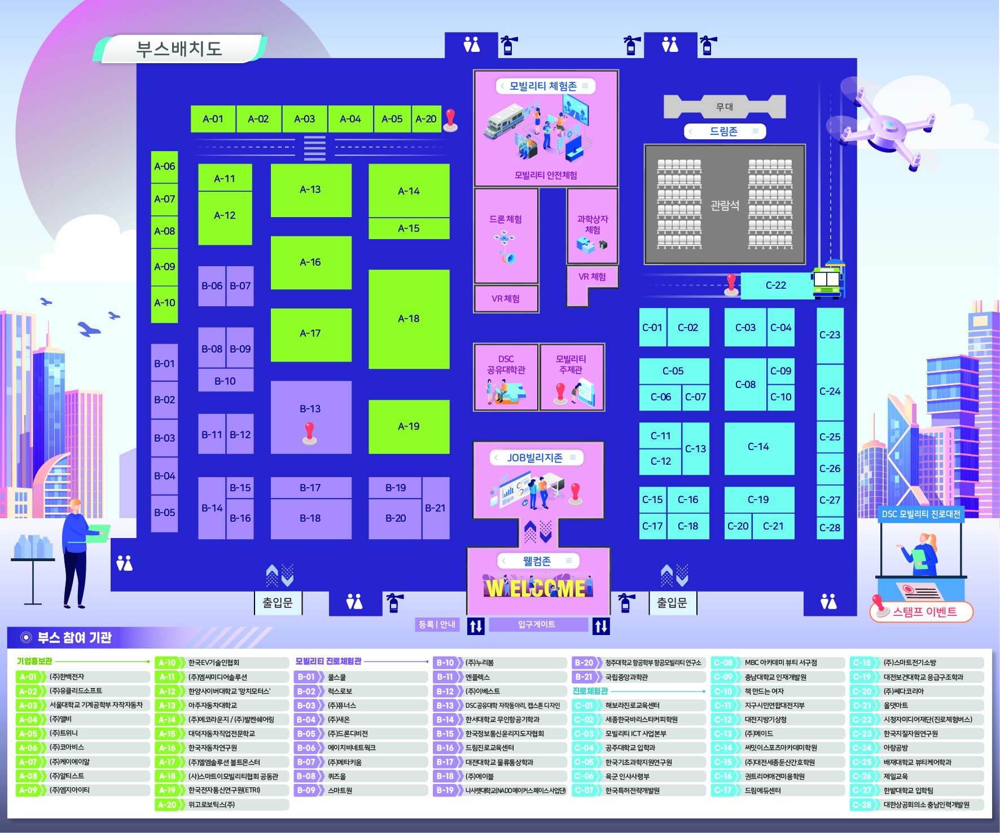 부스배치도
A-01
A-02
A-03
A-04
A-05
A-20
A-06
A-07
A-08
A-09
A-10
A-11
A-12
A-13
A-14
A-15
A-16
A-17
A-18
A-19
B-06
B-07
B-08
B-09
B-10
B-01
B-02
B-03
B-04
B-05
B-11
B-12
B-13
B-14
B-15
B-16
B-17
B-18
B-19
B-20
B-21
모빌리티 체험존
모빌리티 안전체험
드론 체험
과학상자
체험
VR 체험
VR 체험
DSC
공유대학관
모빌리티
주제관
JOB빌리지존
웰컴존
WELCOME
무대
드림존
관람석
C-22
C-01
C-02
C-03
C-04
C-05
C-06
C-07
C-08
C-09
C-10
C-11
C-12
C-13
C-14
C-15
C-16
C-17
C-18
C-19
C-20
C-21
C-23
C-24
C-25
C-26
C-27
C-28
출입문
출입문
등록 | 안내
입구게이트
DSC 모빌리티 진로대전
스탬프 이벤트
부스 참여 기관
기업홍보관
A-01 (주)한백전자
A-02 (주)유클리드소프트
A-03 서울대학교 기계공학부 자작자동차
A-04 (주)앨비
A-05 (주)트위니
A-06 (주)코아비스
A-07 (주)케이에이알
A-08 (주)알티스트
A-09 (주)엠지아이티
A-10 한국EV기술인협회
A-11 (주)엠씨미디어솔루션
A-12 한양사이버대학교 '망치모터스'
A-13 아주자동차대학교
A-14 (주)에코라운지 / (주)발켄쉐어링
A-15 대덕자동차직업전문학교
A-16 한국자동차연구원
A-17 (주)엘엠솔루션 볼트몬스터
A-18 (사)스마트이모빌리티협회 공동관
A-19 한국전자통신연구원(ETRI)
A-20 위고로보틱스(주)
모빌리티 진로체험관
B-01 쿨스쿨
B-02 럭스로보
B-03 (주)퓨너스
B-04 (주)새온
B-05 (주)드론디비전
B-06 에이치비네트웍크
B-07 (주)메타키움
B-08 퀴즈올
B-09 스마트원
B-10 (주)누리봄
B-11 엔플렉스
B-12 (주)이베스트
B-13 DSC공유대학 자작동아리, 캡스톤 디자인
B-14 한서대학교 무인항공기학과
B-15 한국정보통신윤리지도자협회
B-16 드림진로교육센터
B-17 대전대학교 물류통상학과
B-18 (주)에이블
B-19 나사렛대학교(NADO메이커스페이스사업단)
B-20 청주대학교 항공학부 항공모빌리티 연구소
B-21 국립중앙과학관
진로체험관
C-01 해보라진로교육센터
C-02 세종한국바리스타커피학원
C-03 모빌리티 ICT 사업본부
C-04 공주대학교 입학과
C-05 한국기초과학지원연구원
C-06 육군 인사사령부
C-07 한국특허전략개발원
C-08 MBC 아카데미 뷰티 서구점
C-09 충남대학교 인재개발원
C-10 책 만드는 여자
C-11 지구시민연합대전지부
C-12 대전지방기상청
C-13 (주)메이드
C-14 써밋이스포츠아카데미학원
C-15 (주)대전세종둔산간호학원
C-16 퀸트리머애견미용학원
C-17 드림에듀센터
C-18 (주)스마트전기소방
C-19 대전보건대학교 응급구조학과
C-20 (주)쎄다코리아
C-21 올댓아트
C-22 시청자미디어재단(진로체험버스)
C-23 한국지질자원연구원
C-24 아랑공방
C-25 배재대학교 뷰티케어학과
C-26 제일교육
C-27 한밭대학교 입학팀
C-28 대한상공회의소 충남인력개발원